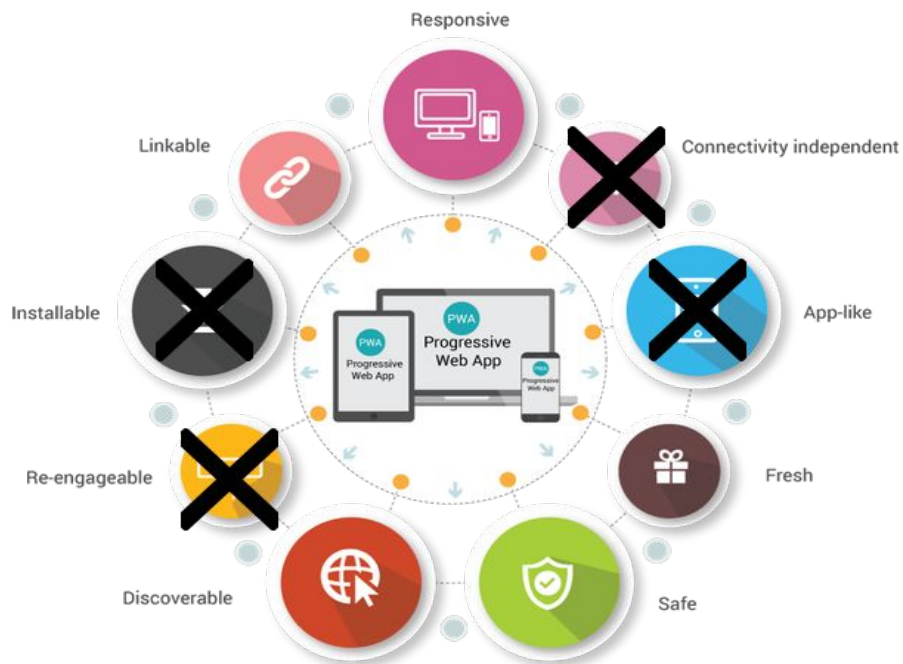 Responsive
Linkable
Connectivity independent
Installable
App-like
PWA
Progressive
Web App
PWA
Progressive
Web App
PWA
Progressive
Web App
Re-engageable
Fresh
Discoverable
Safe